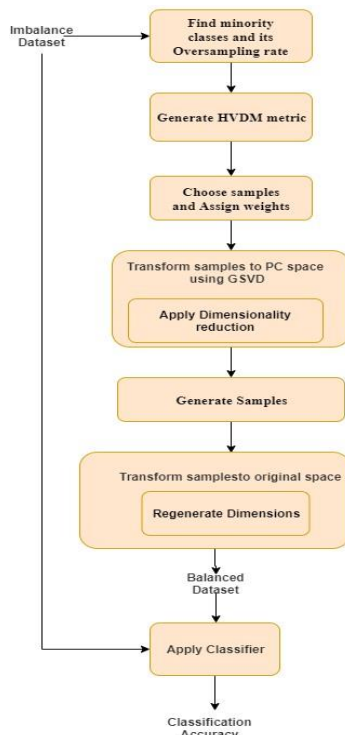 Imbalance
Dataset
Find minority
classes and its
Oversampling rate
Generate HVDM metric
Choose samples
and Assign weights
Transform samples to PC space
using GSVD
Apply Dimensionality
reduction
Generate Samples
Transform samplesto original space
Regenerate Dimensions
Balanced
Dataset
Apply Classifier
Classification
Accuracy